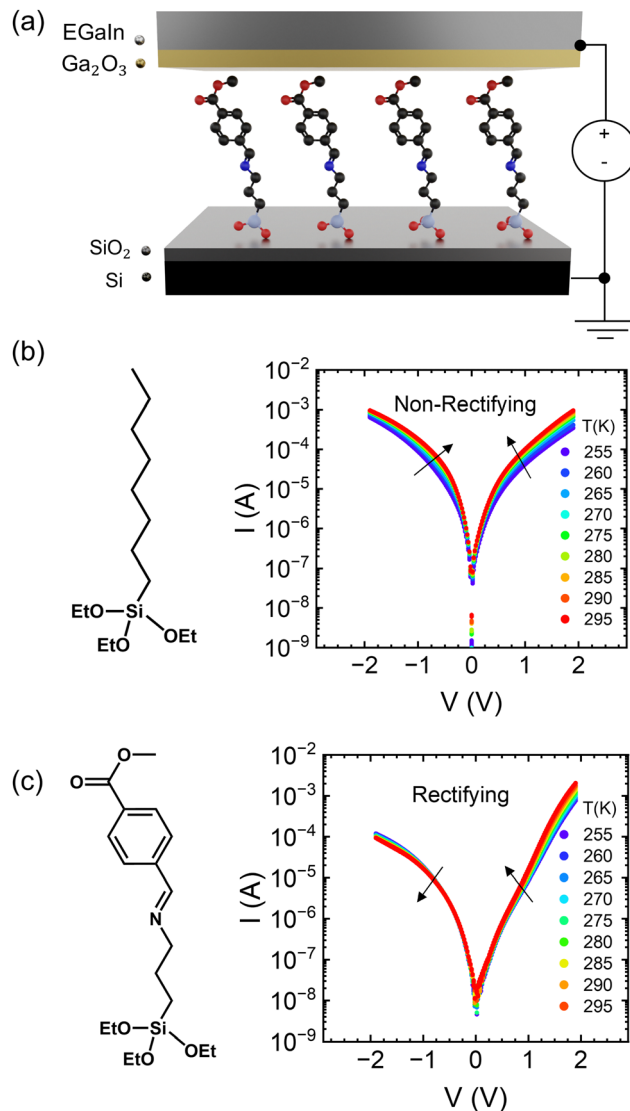 (a)
EGaIn
Ga₂O₃
SiO₂
Si
+
-
(b)
EtO
Si
EtO
OEt
Non-Rectifying
I (A)
10⁻²
10⁻³
10⁻⁴
10⁻⁵
10⁻⁶
10⁻⁷
10⁻⁸
10⁻⁹
−2 −1 0 1 2
V (V)
T(K)
255
260
265
270
275
280
285
290
295
(c)
O
O
N
EtO
Si
EtO
OEt
Rectifying
I (A)
10⁻²
10⁻³
10⁻⁴
10⁻⁵
10⁻⁶
10⁻⁷
10⁻⁸
10⁻⁹
−2 −1 0 1 2
V (V)
T(K)
255
260
265
270
275
280
285
290
295